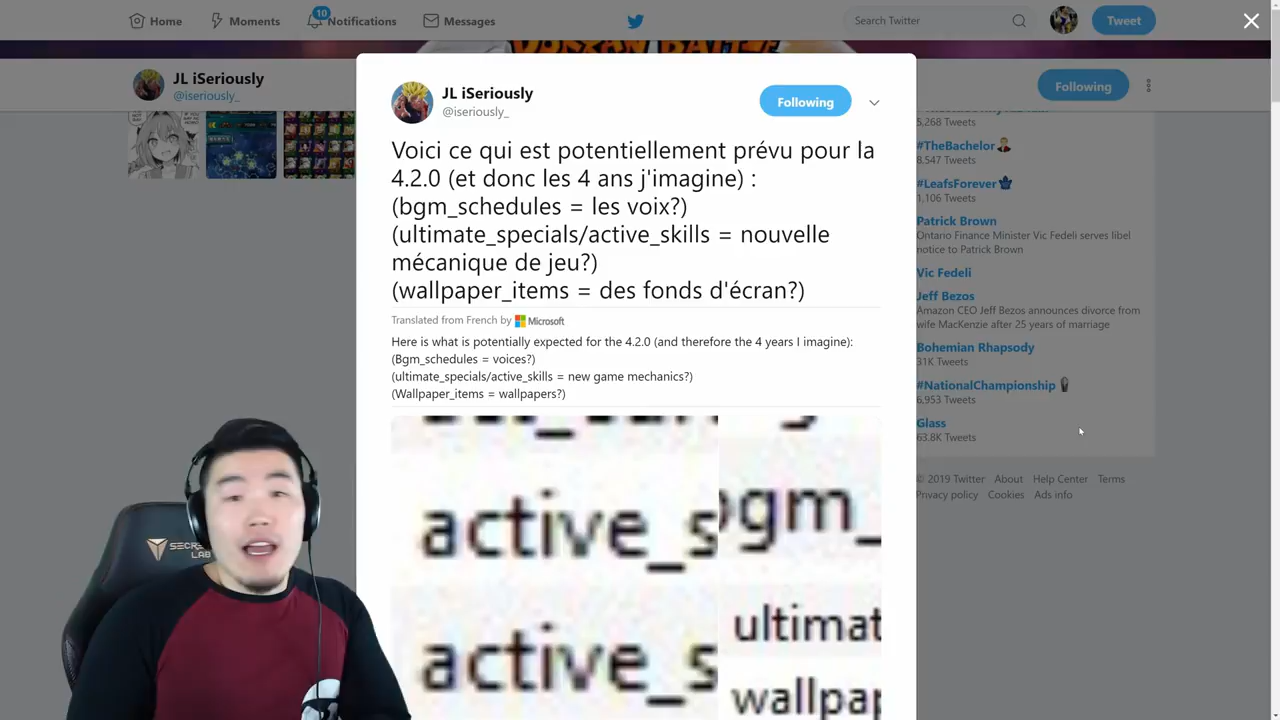 Home
Moments
10
Notifications
Messages
Search Twitter
Tweet
JL iSeriously
@iseriously_
Following
JL iSeriously
@iseriously_
Following
Voici ce qui est potentiellement prévu pour la
4.2.0 (et donc les 4 ans j'imagine) :
(bgm_schedules = les voix?)
(ultimate_specials/active_skills = nouvelle
mécanique de jeu?)
(wallpaper_items = des fonds d'écran?)
Translated from French by Microsoft
Here is what is potentially expected for the 4.2.0 (and therefore the 4 years I imagine):
(Bgm_schedules = voices?)
(ultimate_specials/active_skills = new game mechanics?)
(Wallpaper_items = wallpapers?)
active_s
active_s
bgm_
ultimat
wallpap
5,268 Tweets
#TheBachelor
8,547 Tweets
#LeafsForever
1,106 Tweets
Patrick Brown
Ontario Finance Minister Vic Fedeli serves libel
notice to Patrick Brown
Vic Fedeli
Jeff Bezos
Amazon CEO Jeff Bezos announces divorce from
wife MacKenzie after 25 years of marriage
Bohemian Rhapsody
31K Tweets
#NationalChampionship
6,953 Tweets
Glass
63.8K Tweets
© 2019 Twitter About Help Center Terms
Privacy policy Cookies Ads info
SECRE
LAB